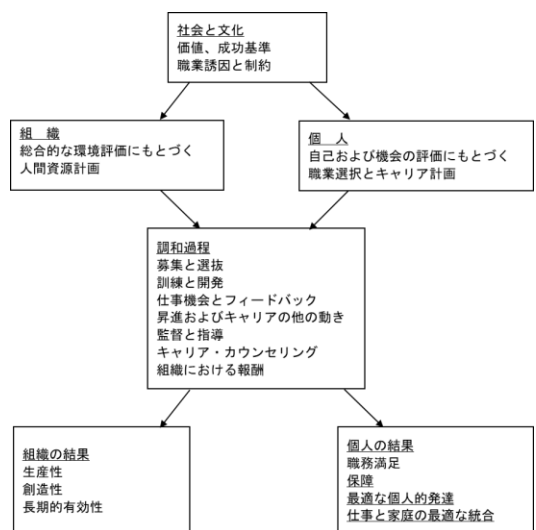 社会と文化
価値、成功基準
職業誘因と制約
組　織
総合的な環境評価にもとづく
人間資源計画
個　人
自己および機会の評価にもとづく
職業選択とキャリア計画
調和過程
募集と選抜
訓練と開発
仕事機会とフィードバック
昇進およびキャリアの他の動き
監督と指導
キャリア・カウンセリング
組織における報酬
組織の結果
生産性
創造性
長期的有効性
個人の結果
職務満足
保障
最適な個人的発達
仕事と家庭の最適な統合